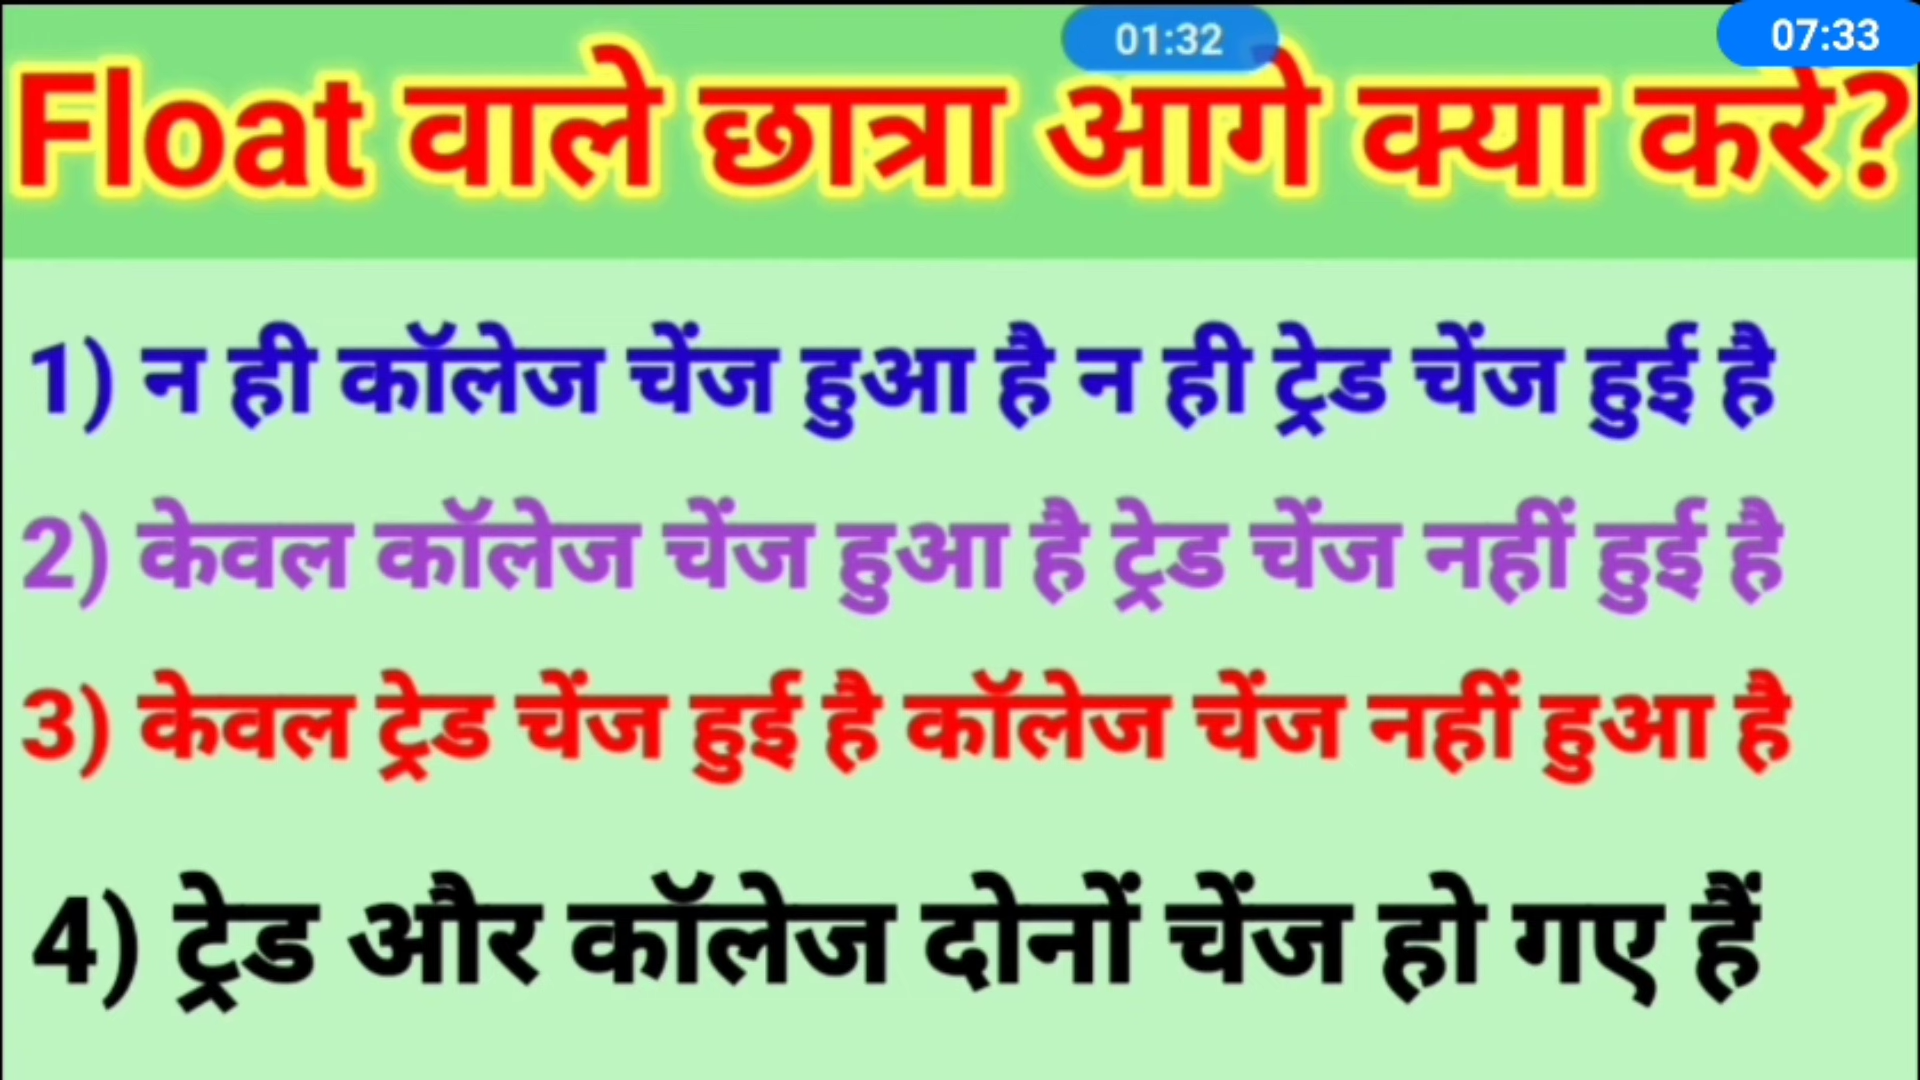 01:32
07:33
Float वाले छात्रा आगे क्या करे?
1) न ही कॉलेज चेंज हुआ है न ही ट्रेड चेंज हुई है
2) केवल कॉलेज चेंज हुआ है ट्रेड चेंज नहीं हुई है
3) केवल ट्रेड चेंज हुई है कॉलेज चेंज नहीं हुआ है
4) ट्रेड और कॉलेज दोनों चेंज हो गए हैं